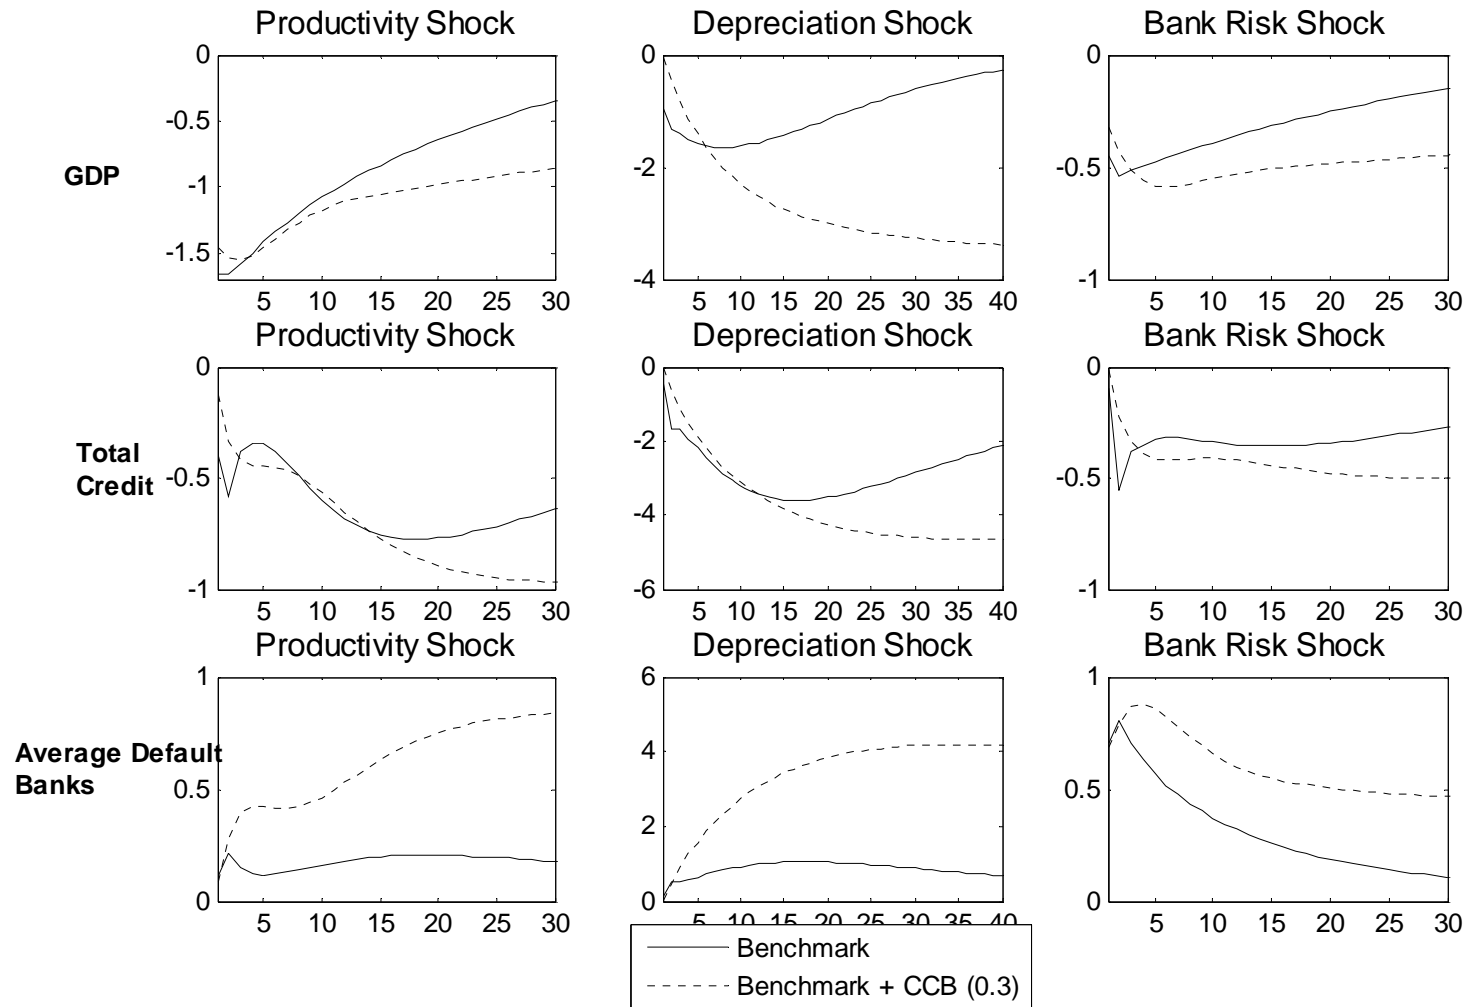 Productivity Shock Depreciation Shock Bank Risk Shock
GDP
0 -0.5 -1 -1.5
0 -2 -4
0 -0.5 -1
5 10 15 20 25 30
5 10 15 20 25 30 35 40
5 10 15 20 25 30
Productivity Shock Depreciation Shock Bank Risk Shock
Total
Credit
0 -0.5 -1
0 -2 -4 -6
0 -0.5 -1
5 10 15 20 25 30
5 10 15 20 25 30 35 40
5 10 15 20 25 30
Productivity Shock Depreciation Shock Bank Risk Shock
Average Default
Banks
1 0.5 0
6 4 2 0
1 0.5 0
5 10 15 20 25 30
5 10 15 20 25 30 35 40
5 10 15 20 25 30
Benchmark
Benchmark + CCB (0.3)